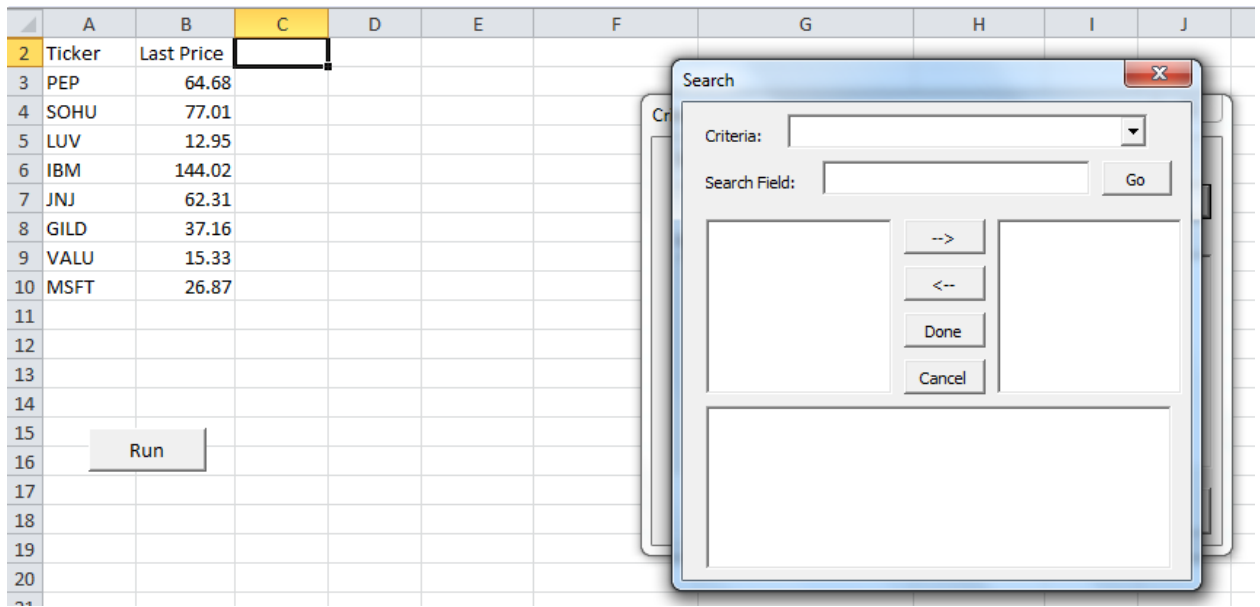 A B C D E F G H I J
2 Ticker Last Price
3 PEP 64.68
4 SOHU 77.01
5 LUV 12.95
6 IBM 144.02
7 JNJ 62.31
8 GILD 37.16
9 VALU 15.33
10 MSFT 26.87
11
12
13
14
15
16
17
18
19
20
Run
Cr
Search
Criteria:
Search Field: Go
-->
<--
Done
Cancel